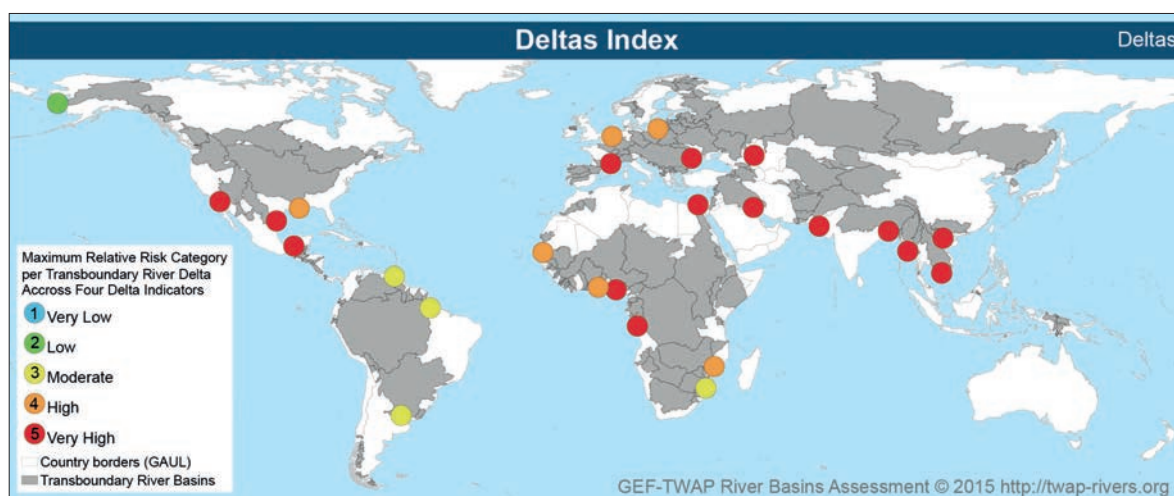 Deltas Index
Deltas
Maximum Relative Risk Category
per Transboundary River Delta
Accross Four Delta Indicators
1 Very Low
2 Low
3 Moderate
4 High
5 Very High
Country borders (GAUL)
Transboundary River Basins
GEF-TWAP River Basins Assessment © 2015 http://twap-rivers.org